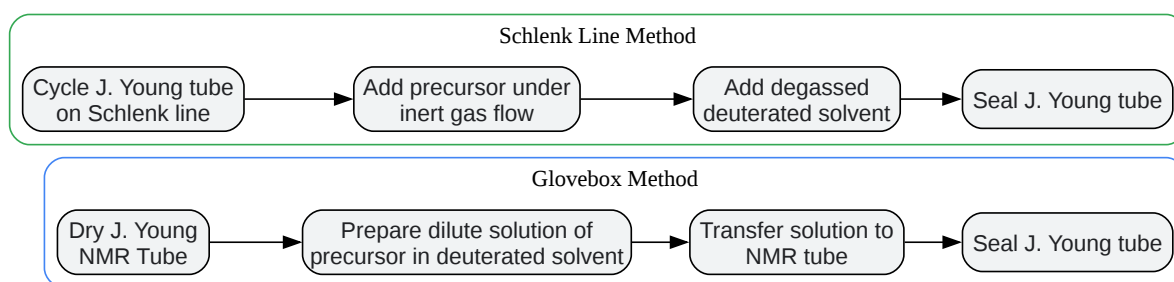 Schlenk Line Method
Cycle J. Young tube
on Schlenk line
Add precursor under
inert gas flow
Add degassed
deuterated solvent
Seal J. Young tube
Glovebox Method
Dry J. Young
NMR Tube
Prepare dilute solution of
precursor in deuterated solvent
Transfer solution to
NMR tube
Seal J. Young tube